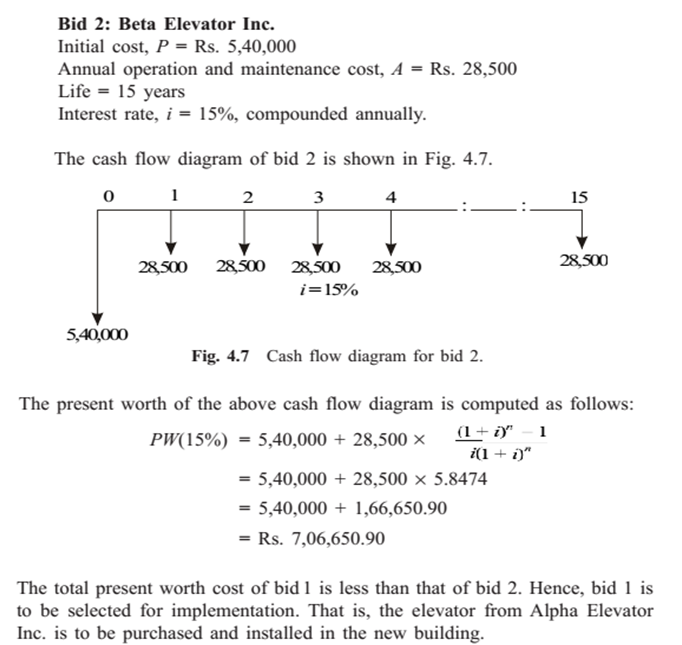 Bid 2: Beta Elevator Inc.
Initial cost, P = Rs. 5,40,000
Annual operation and maintenance cost, A = Rs. 28,500
Life = 15 years
Interest rate, i = 15%, compounded annually.
The cash flow diagram of bid 2 is shown in Fig. 4.7.
0 1 2 3 4 : : 15
28,500 28,500 28,500 28,500 28,500
i=15%
5,40,000
Fig. 4.7 Cash flow diagram for bid 2.
The present worth of the above cash flow diagram is computed as follows:
PW(15%) = 5,40,000 + 28,500 × (1 + i)ⁿ – 1
i(1 + i)ⁿ
= 5,40,000 + 28,500 × 5.8474
= 5,40,000 + 1,66,650.90
= Rs. 7,06,650.90
The total present worth cost of bid 1 is less than that of bid 2. Hence, bid 1 is
to be selected for implementation. That is, the elevator from Alpha Elevator
Inc. is to be purchased and installed in the new building.